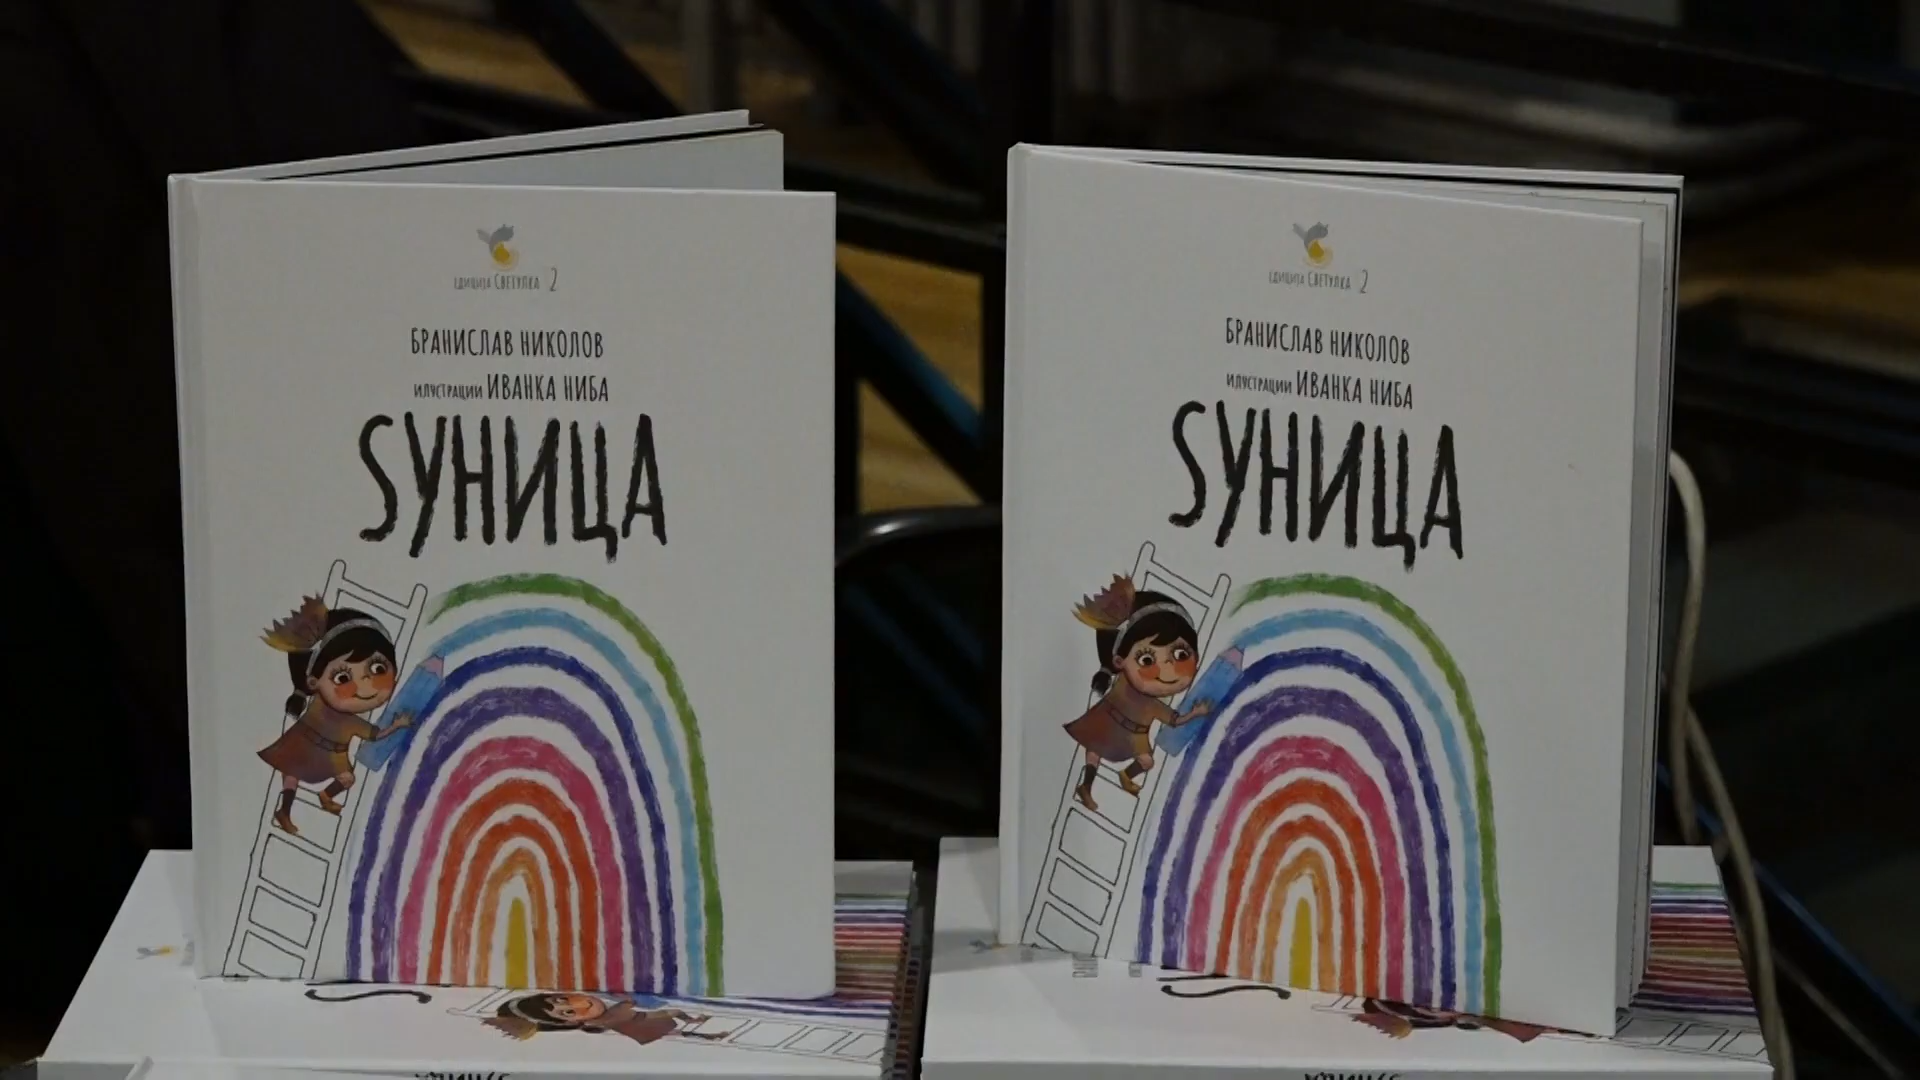 едиција Светулка 2
БРАНИСЛАВ НИКОЛОВ
илустрации ИВАНКА НИБА
ЅУНИЦА
едиција Светулка 2
БРАНИСЛАВ НИКОЛОВ
илустрации ИВАНКА НИБА
ЅУНИЦА